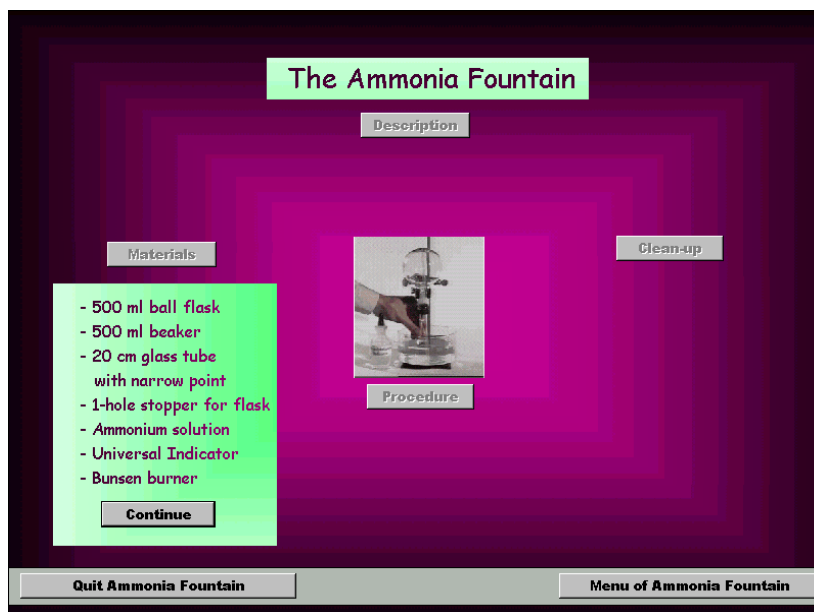 The Ammonia Fountain
Description
Materials
Clean-up
- 500 ml ball flask
- 500 ml beaker
- 20 cm glass tube
with narrow point
- 1-hole stopper for flask
- Ammonium solution
- Universal Indicator
- Bunsen burner
Continue
Procedure
Quit Ammonia Fountain
Menu of Ammonia Fountain